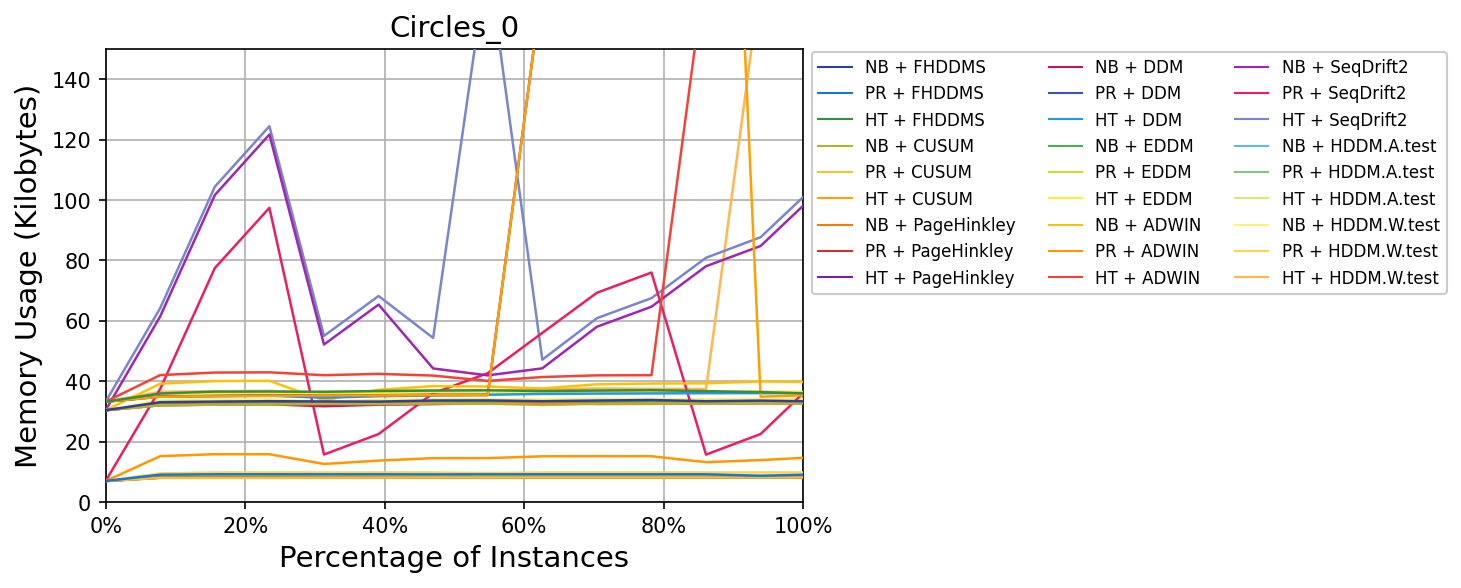 Circles_0
Memory Usage (Kilobytes)
140
120
100
80
60
40
20
0
0% 20% 40% 60% 80% 100%
Percentage of Instances
NB + FHDDMS NB + DDM NB + SeqDrift2
PR + FHDDMS PR + DDM PR + SeqDrift2
HT + FHDDMS HT + DDM HT + SeqDrift2
NB + CUSUM NB + EDDM NB + HDDM.A.test
PR + CUSUM PR + EDDM PR + HDDM.A.test
HT + CUSUM HT + EDDM HT + HDDM.A.test
NB + PageHinkley NB + ADWIN NB + HDDM.W.test
PR + PageHinkley PR + ADWIN PR + HDDM.W.test
HT + PageHinkley HT + ADWIN HT + HDDM.W.test